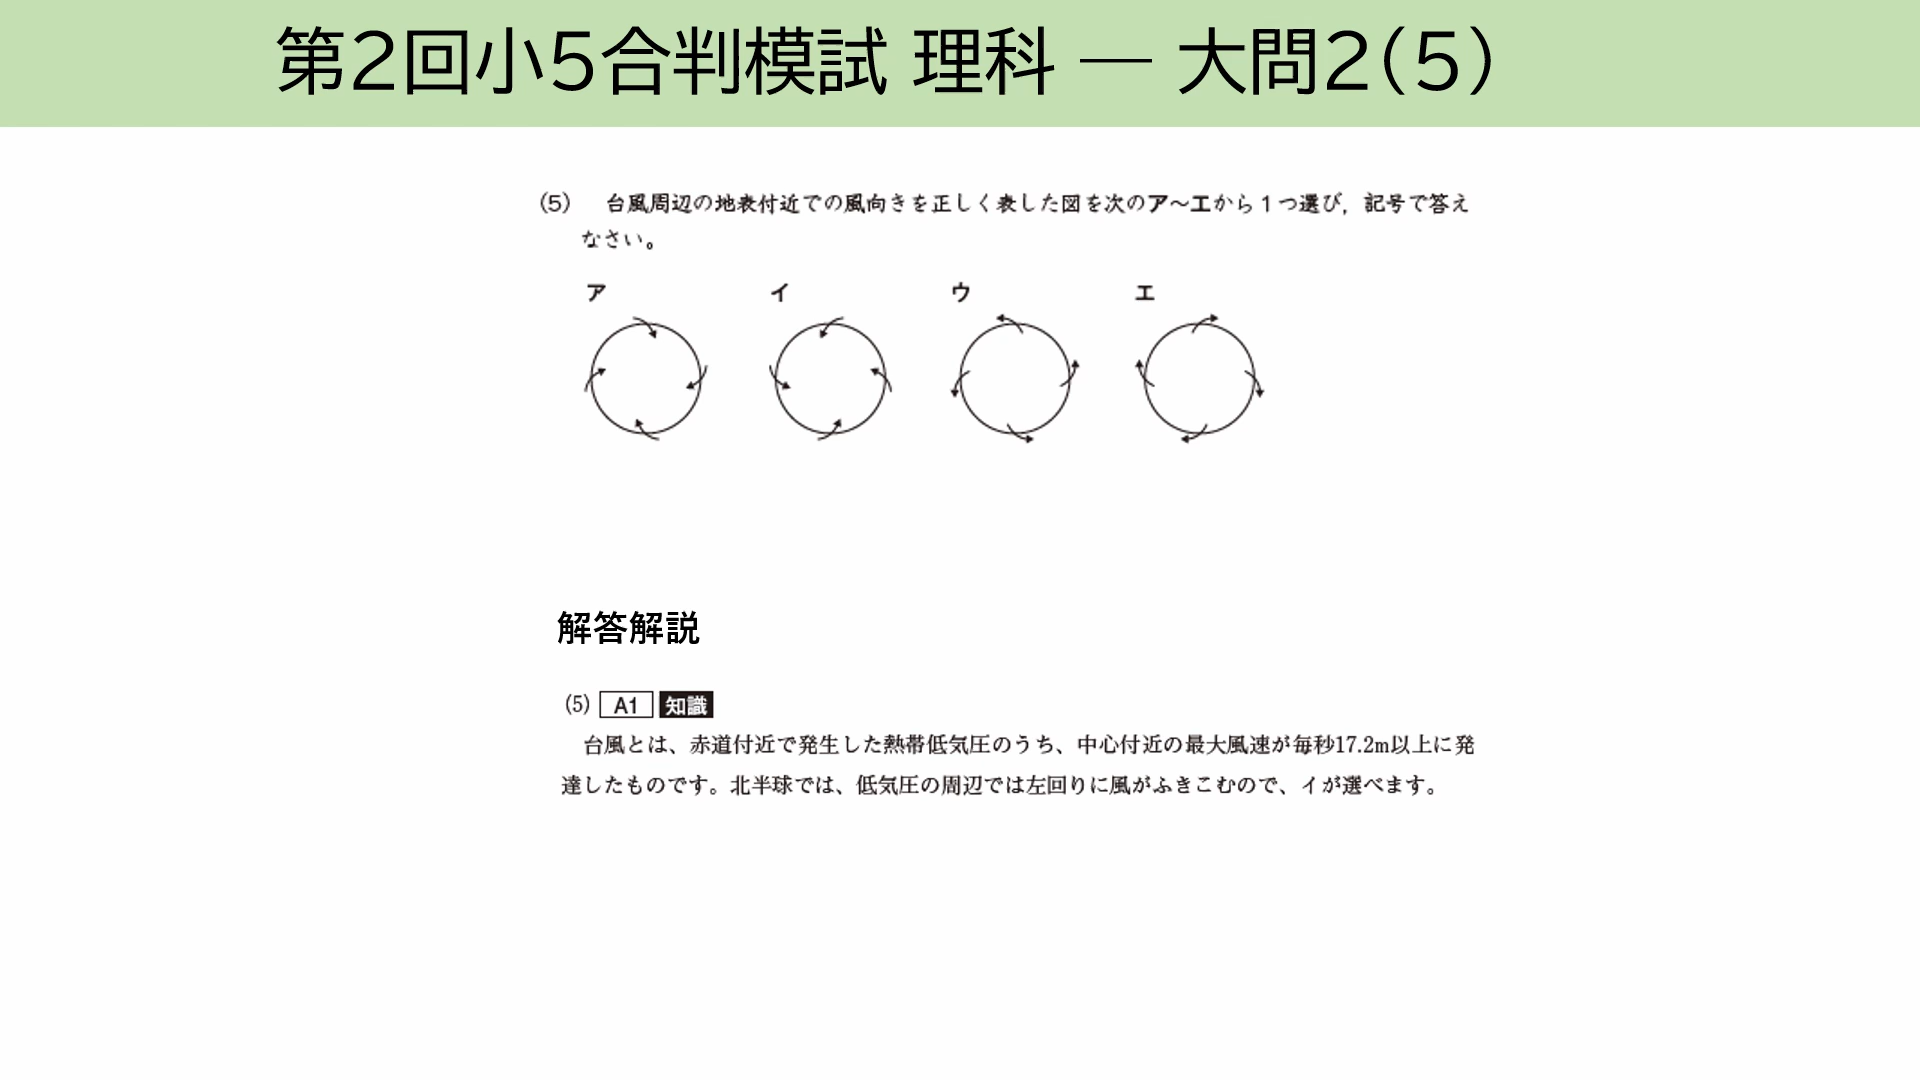 第2回小5合判模試 理科 ― 大問2(5)
(5) 台風周辺の地表付近での風向きを正しく表した図を次のア～エから1つ選び，記号で答え
なさい。
ア イ ウ エ
解答解説
(5) A1 知識
台風とは、赤道付近で発生した熱帯低気圧のうち、中心付近の最大風速が毎秒17.2m以上に発
達したものです。北半球では、低気圧の周辺では左回りに風がふきこむので、イが選べます。